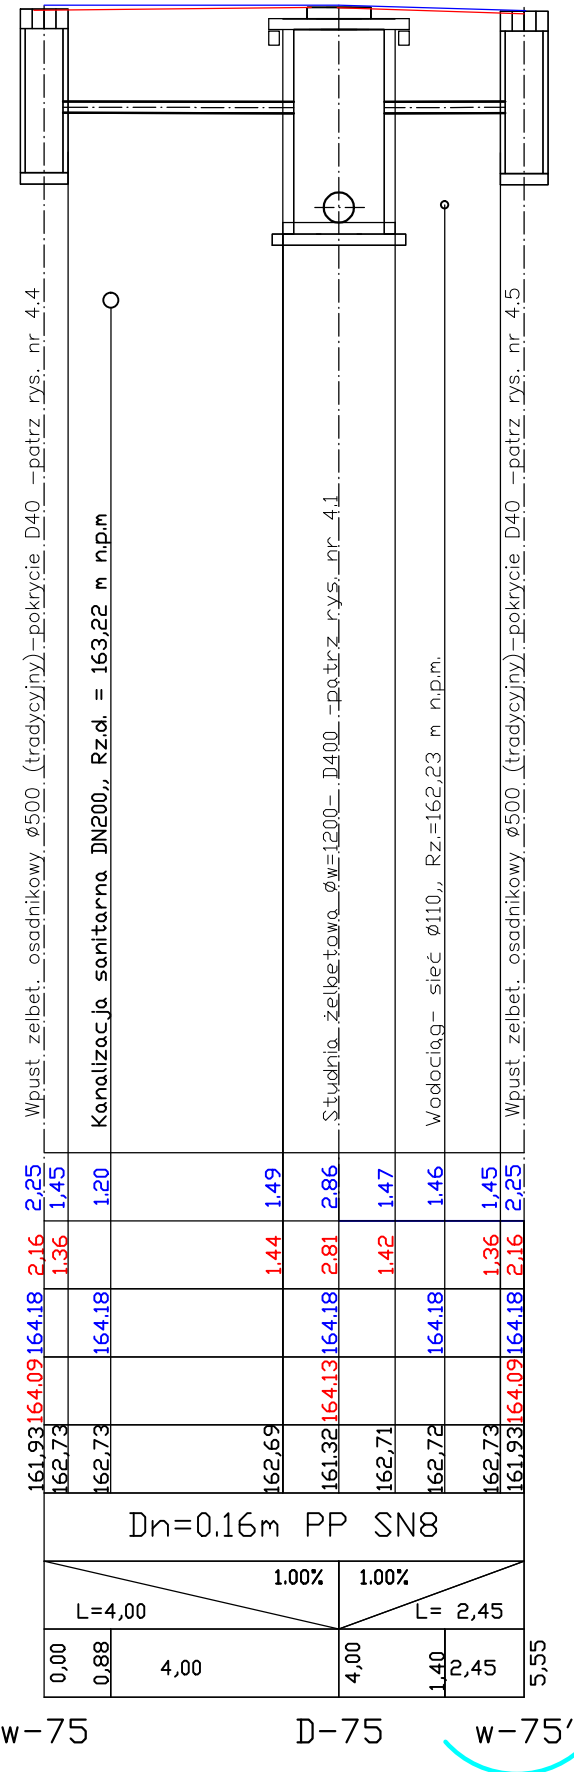 Wpust zelbet. osadnikowy ø500 (tradycyjny)-pokrycie D40 -patrz rys. nr 4.4
Kanalizacja sanitarna DN200,, Rz.d. = 163,22 m n.p.m
Studnia żelbetowa Øw=1200- D400 -patrz rys. nr 4.1
Wodociąg- sieć Ø110,, Rz.=162,23 m n.p.m.
Wpust zelbet. osadnikowy ø500 (tradycyjny)-pokrycie D40 -patrz rys. nr 4.5
2,25 1,45 1.20 1.49 2.86 1.47 1.46 1,45 2,25
2,16 1.36 1.44 2.81 1.42 1,36 2,16
164.18 164.18 164.18 164.18 164.18
164.09 164.13 164.09
161,93 162,73 162,73 162,69 161.32 162,71 162,72 162,73 161,93
Dn=0.16m PP SN8
1.00% 1.00%
L=4,00 L= 2,45
0,00 0,88 4,00 4,00 1,40 2,45 5,55
w-75 D-75 w-75'